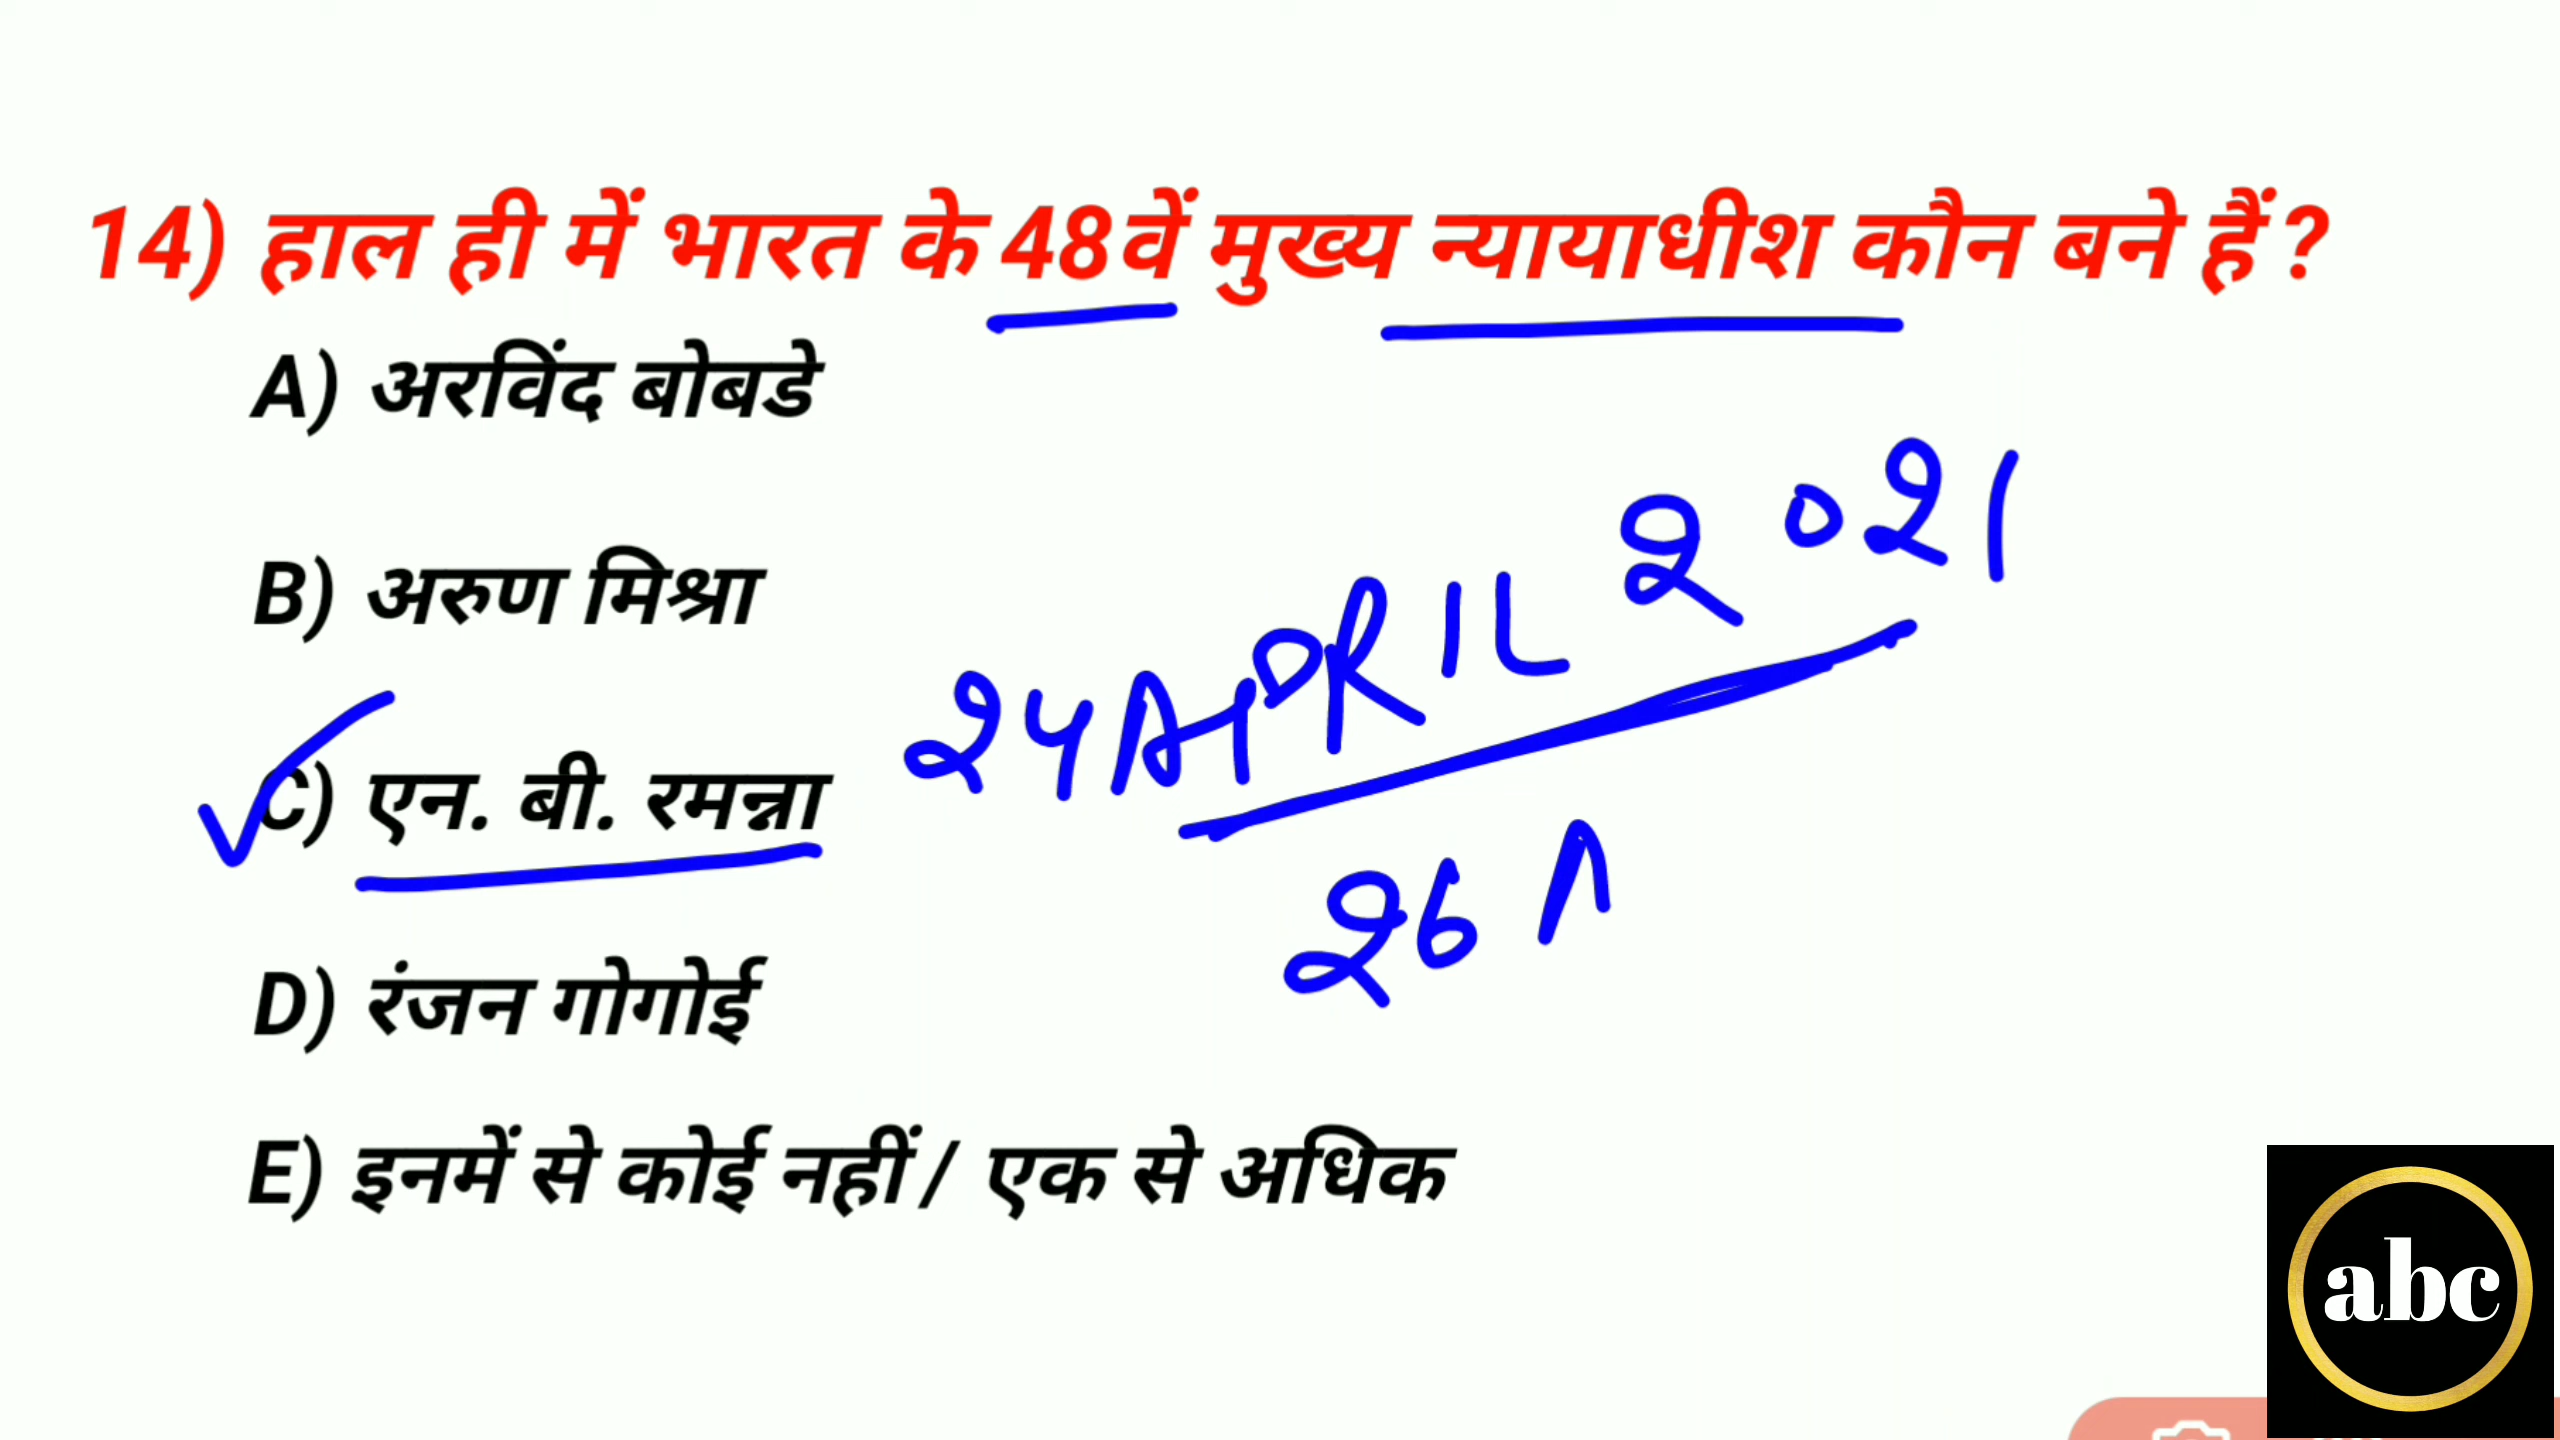 14) हाल ही में भारत के 48वें मुख्य न्यायाधीश कौन बने हैं ?
A) अरविंद बोबडे
B) अरुण मिश्रा
C) एन. बी. रमन्ना
24 APRIL 2021
26 A
D) रंजन गोगोई
E) इनमें से कोई नहीं / एक से अधिक
abc